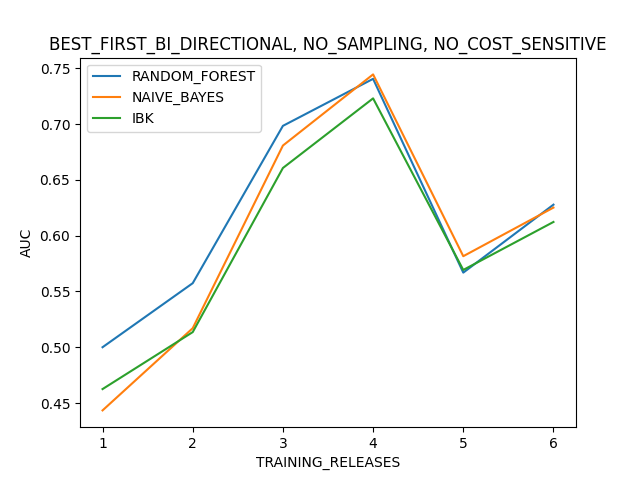 BEST_FIRST_BI_DIRECTIONAL, NO_SAMPLING, NO_COST_SENSITIVE
RANDOM_FOREST
NAIVE_BAYES
IBK
0.75
0.70
0.65
0.60
0.55
0.50
0.45
AUC
1 2 3 4 5 6
TRAINING_RELEASES